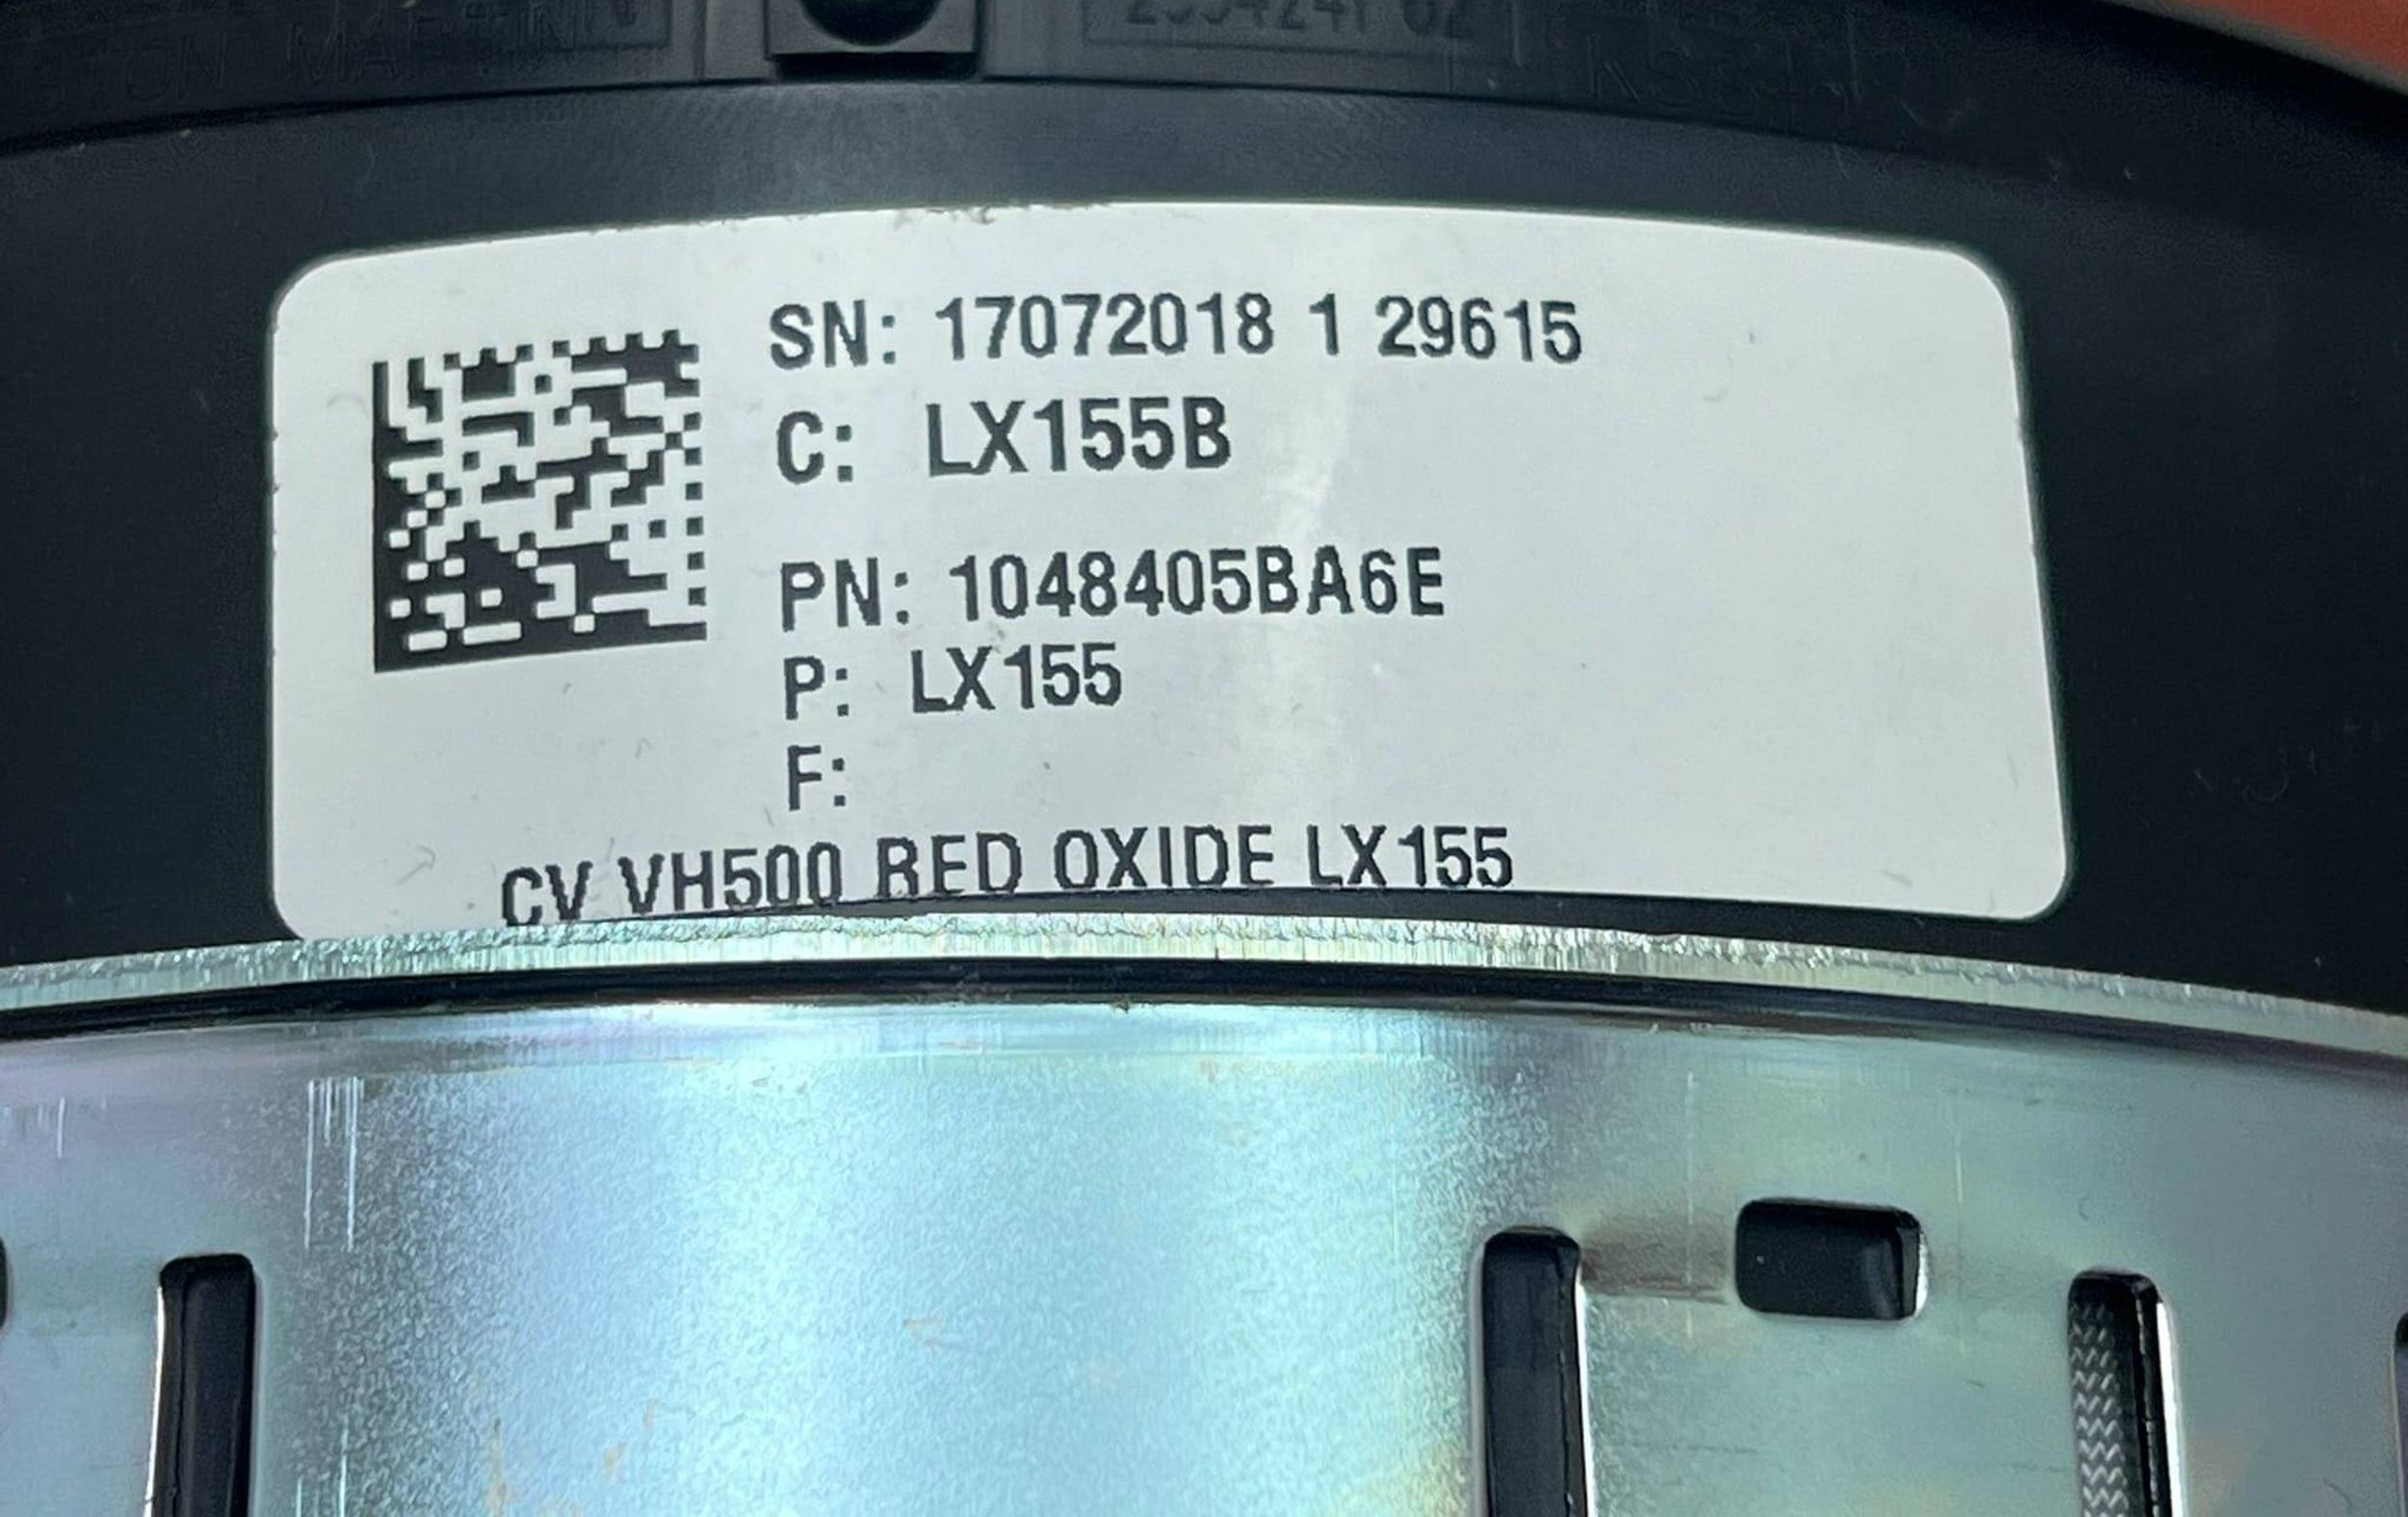 SN: 17072018 1 29615
C: LX155B
PN: 1048405BA6E
P: LX155
F:
CV VH500 RED OXIDE LX155